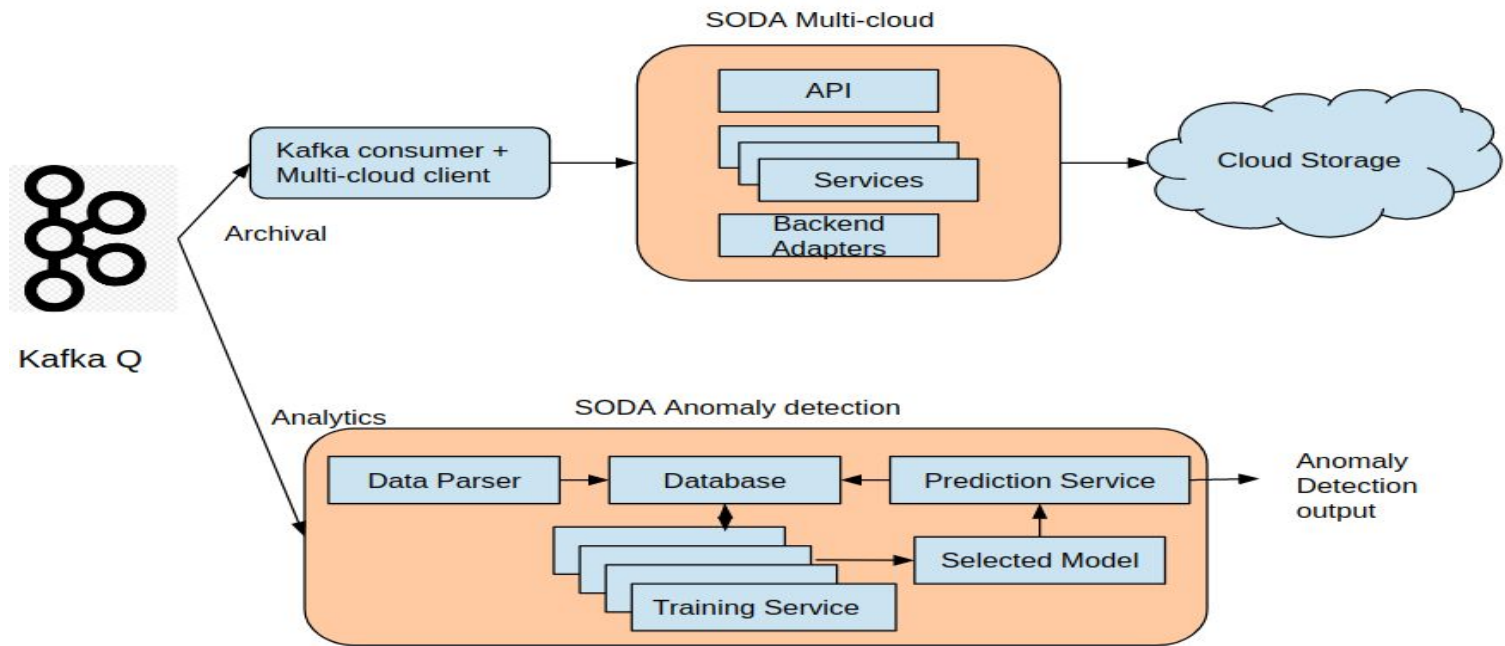 SODA Multi-cloud
API
Kafka consumer +
Multi-cloud client
Services
Cloud Storage
Backend
Adapters
Archival
Kafka Q
Analytics
SODA Anomaly detection
Data Parser
Database
Prediction Service
Anomaly
Detection
output
Selected Model
Training Service